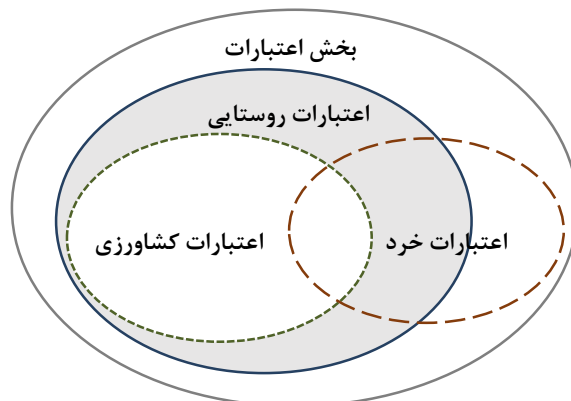 بخش اعتبارات
اعتبارات روستایی
اعتبارات خرد
اعتبارات کشاورزی